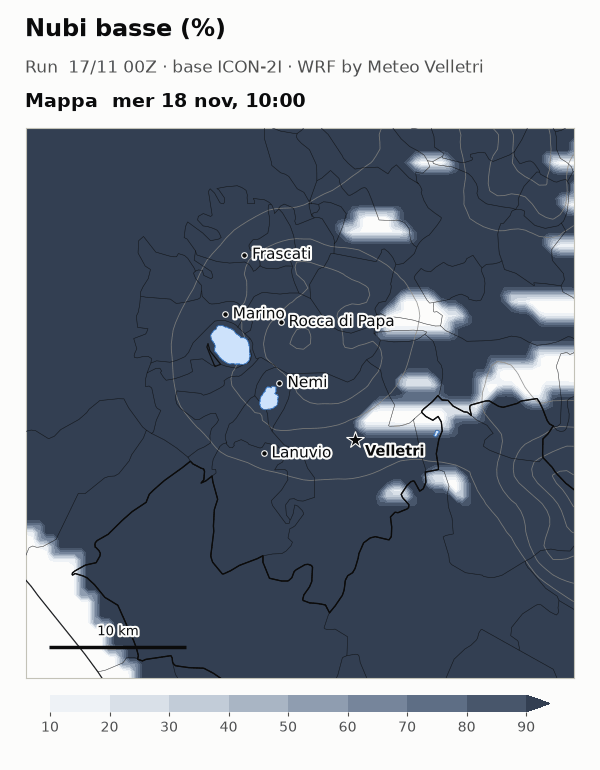 Nubi basse (%)
Run  17/11 00Z · base ICON-2I · WRF by Meteo Velletri
Mappa  mer 18 nov, 10:00
Frascati
Marino
Rocca di Papa
Nemi
Lanuvio
Velletri
10 km
10 20 30 40 50 60 70 80 90